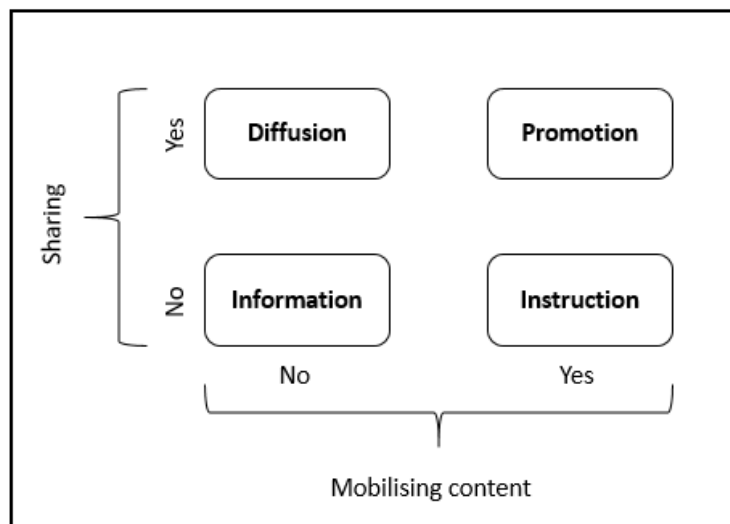 Sharing
Yes
Diffusion
Promotion
No
Information
Instruction
No
Yes
Mobilising content